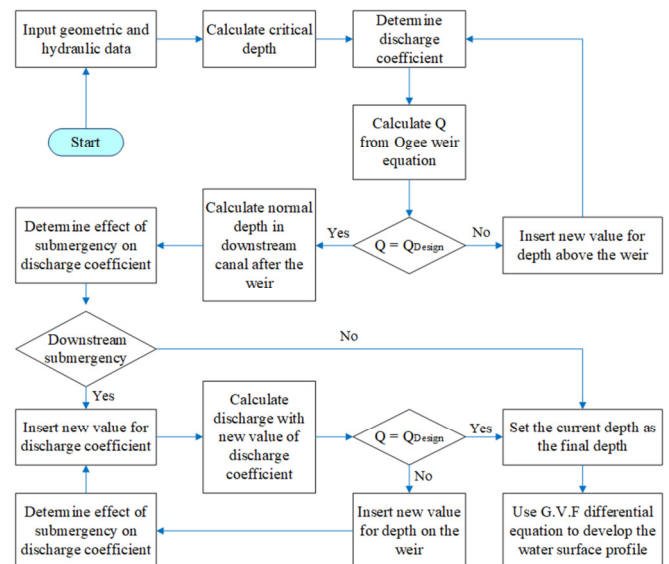 Input geometric and
hydraulic data
Calculate critical
depth
Determine
discharge
coefficient
Start
Calculate Q
from Ogee weir
equation
Determine effect of
submergency on
discharge coefficient
Calculate normal
depth in
downstream
canal after the
weir
Yes
Q = QDesign
No
Insert new value for
depth above the weir
Downstream
submergency
No
Yes
Insert new value for
discharge coefficient
Calculate
discharge with
new value of
discharge
coefficient
Q = QDesign
Yes
Set the current depth as
the final depth
No
Determine effect of
submergency on
discharge coefficient
Insert new value
for depth on the
weir
Use G.V.F differential
equation to develop the
water surface profile